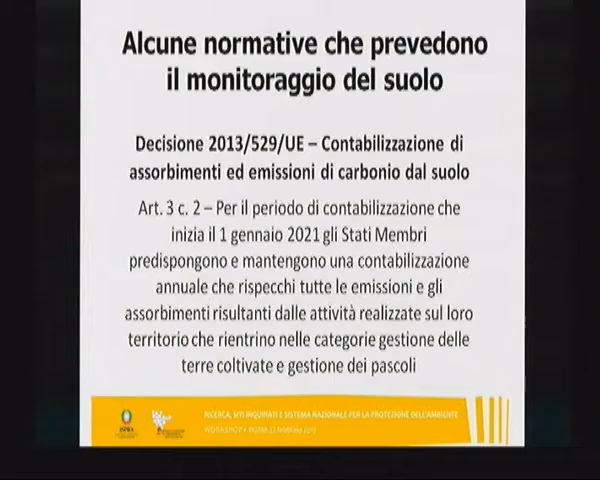 Alcune normative che prevedono
il monitoraggio del suolo
Decisione 2013/529/UE – Contabilizzazione di
assorbimenti ed emissioni di carbonio dal suolo
Art. 3 c. 2 – Per il periodo di contabilizzazione che
inizia il 1 gennaio 2021 gli Stati Membri
predispongono e mantengono una contabilizzazione
annuale che rispecchi tutte le emissioni e gli
assorbimenti risultanti dalle attività realizzate sul loro
territorio che rientrino nelle categorie gestione delle
terre coltivate e gestione dei pascoli
RICERCA, SITI INQUINATI E SISTEMA NAZIONALE PER LA PROTEZIONE DELL'AMBIENTE
WORKSHOP • ROMA
ISPRA